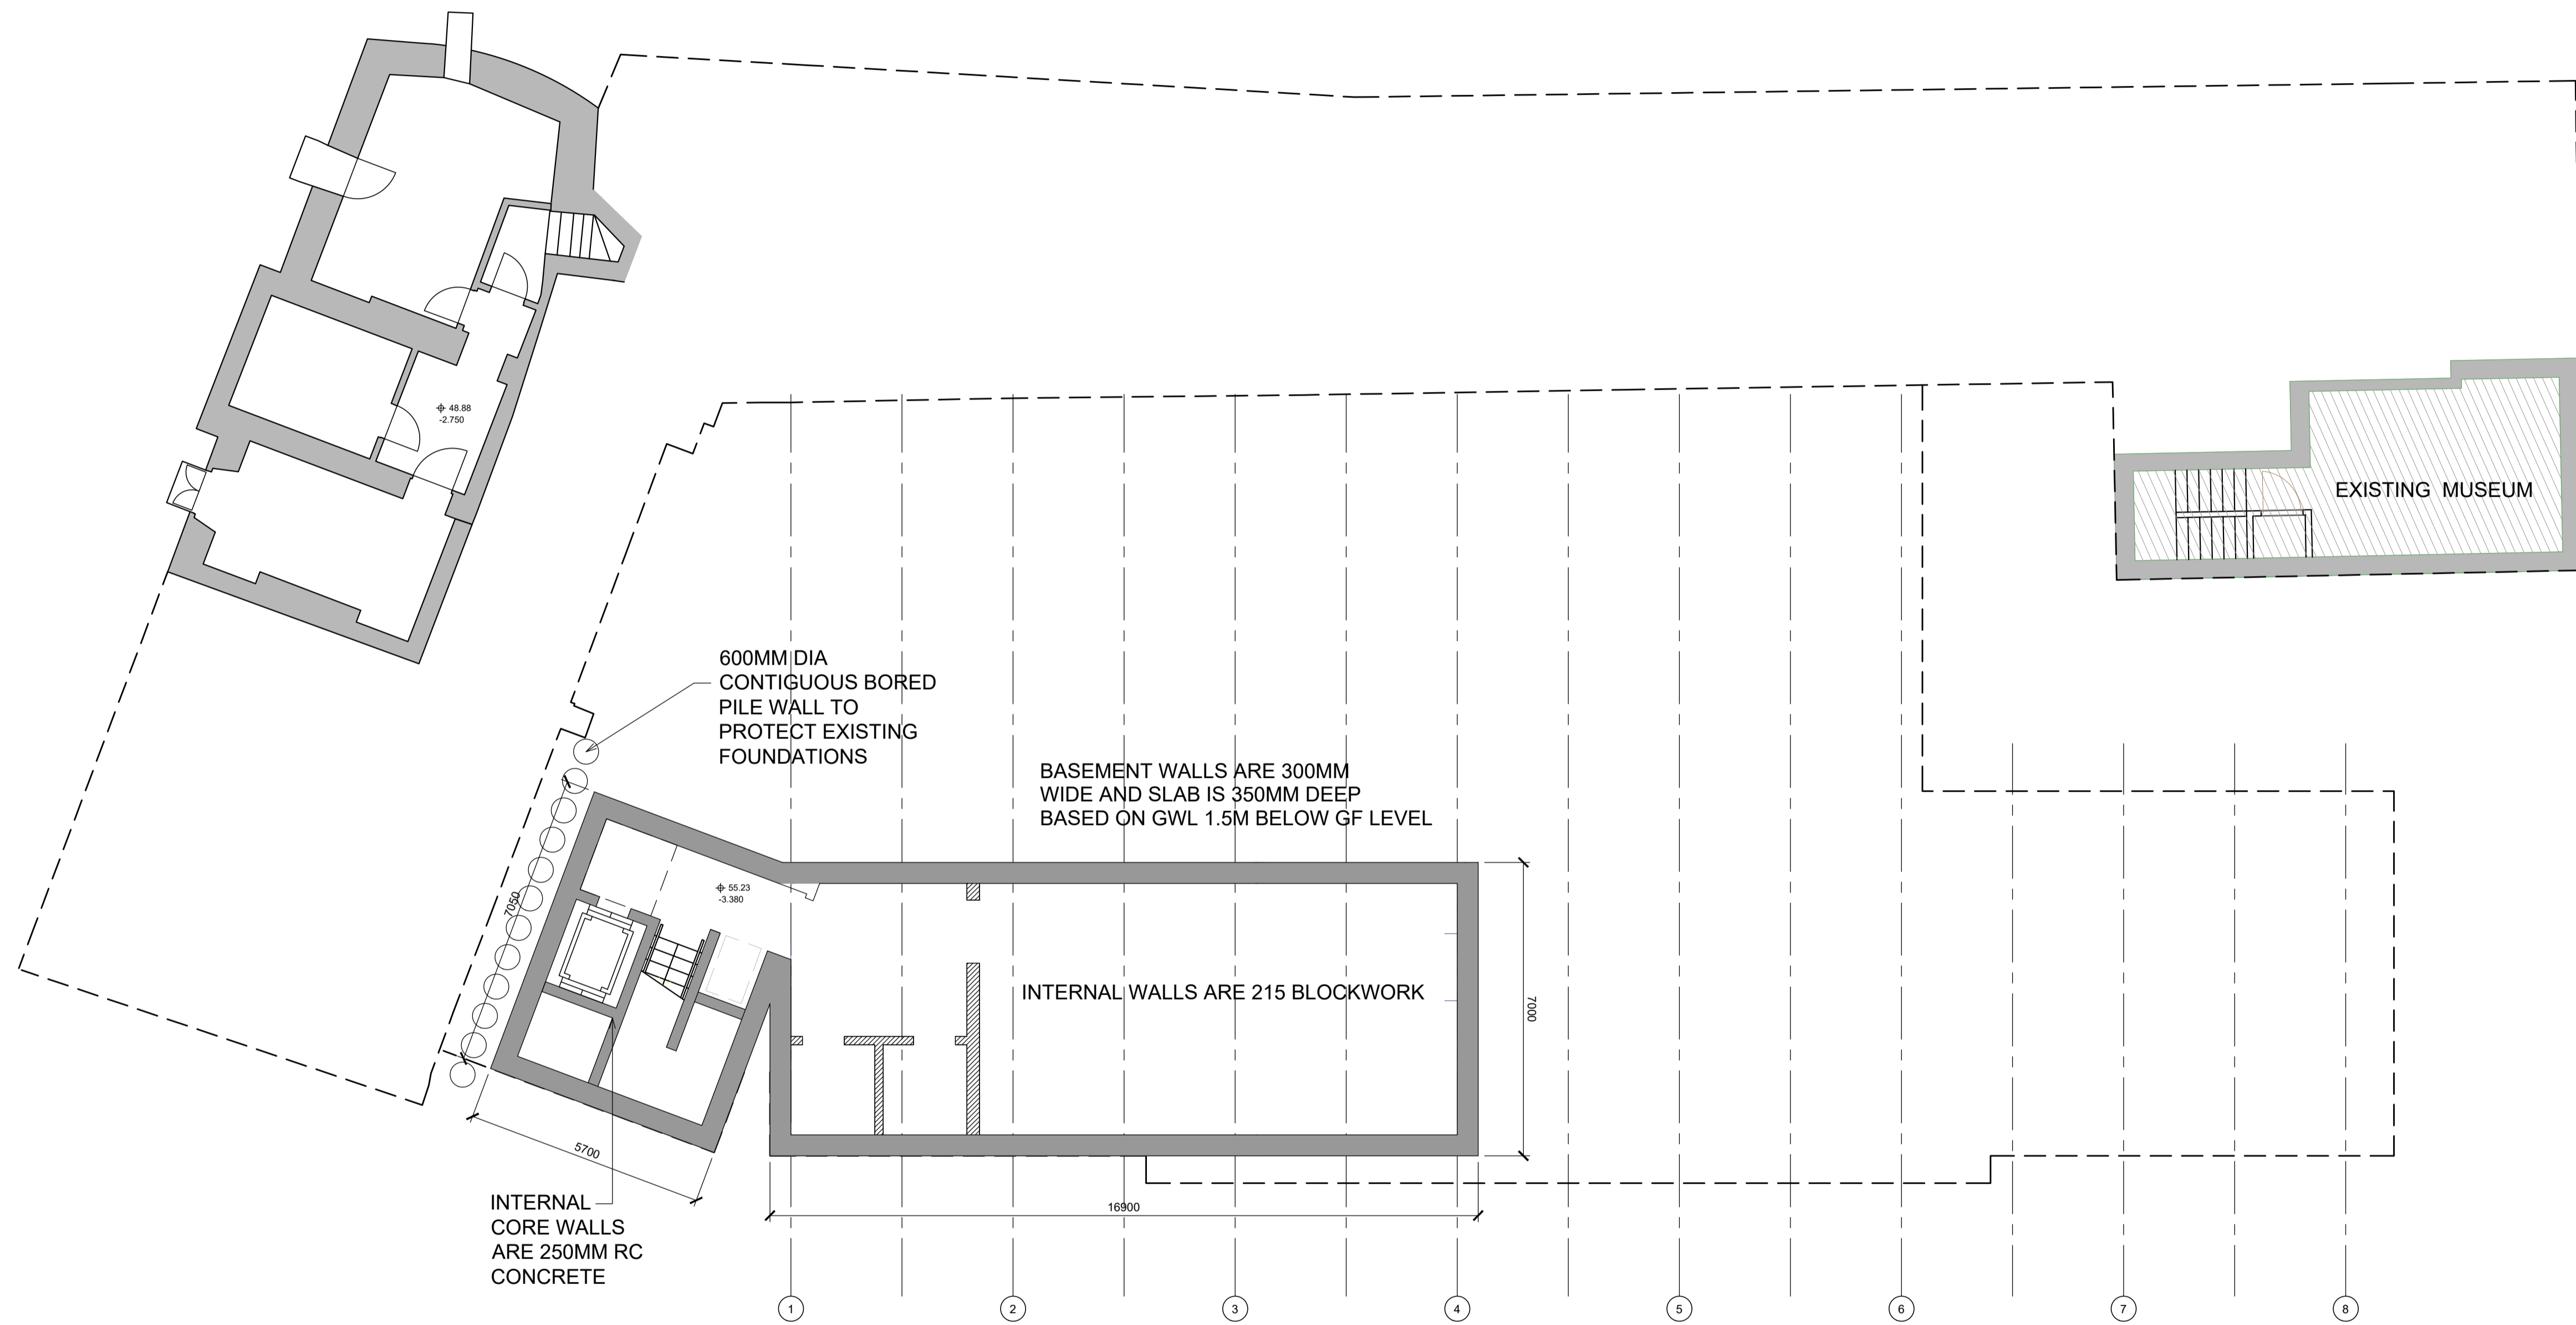 48.88
-2.750
EXISTING MUSEUM
600MM DIA
CONTIGUOUS BORED
PILE WALL TO
PROTECT EXISTING
FOUNDATIONS
BASEMENT WALLS ARE 300MM
WIDE AND SLAB IS 350MM DEEP
BASED ON GWL 1.5M BELOW GF LEVEL
55.23
-3.380
7050
INTERNAL WALLS ARE 215 BLOCKWORK
7000
5700
16900
INTERNAL
CORE WALLS
ARE 250MM RC
CONCRETE
1
2
3
4
5
6
7
8